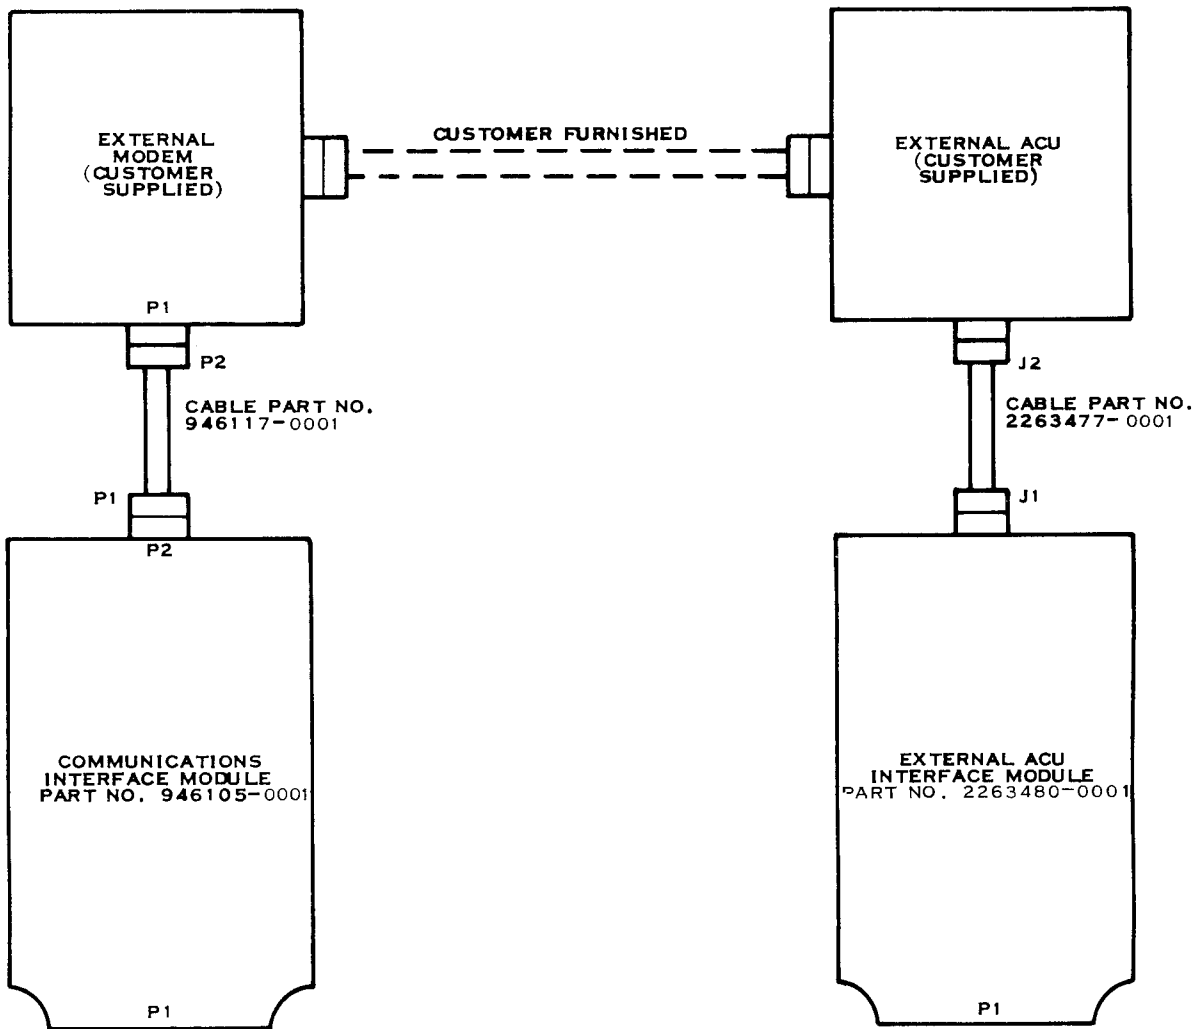 EXTERNAL
MODEM
(CUSTOMER
SUPPLIED)
CUSTOMER FURNISHED
EXTERNAL ACU
(CUSTOMER
SUPPLIED)
P1
P2
J2
CABLE PART NO.
946117-0001
CABLE PART NO.
2263477-0001
P1
J1
P2
COMMUNICATIONS
INTERFACE MODULE
PART NO. 946105-0001
EXTERNAL ACU
INTERFACE MODULE
PART NO. 2263480-0001
P1
P1